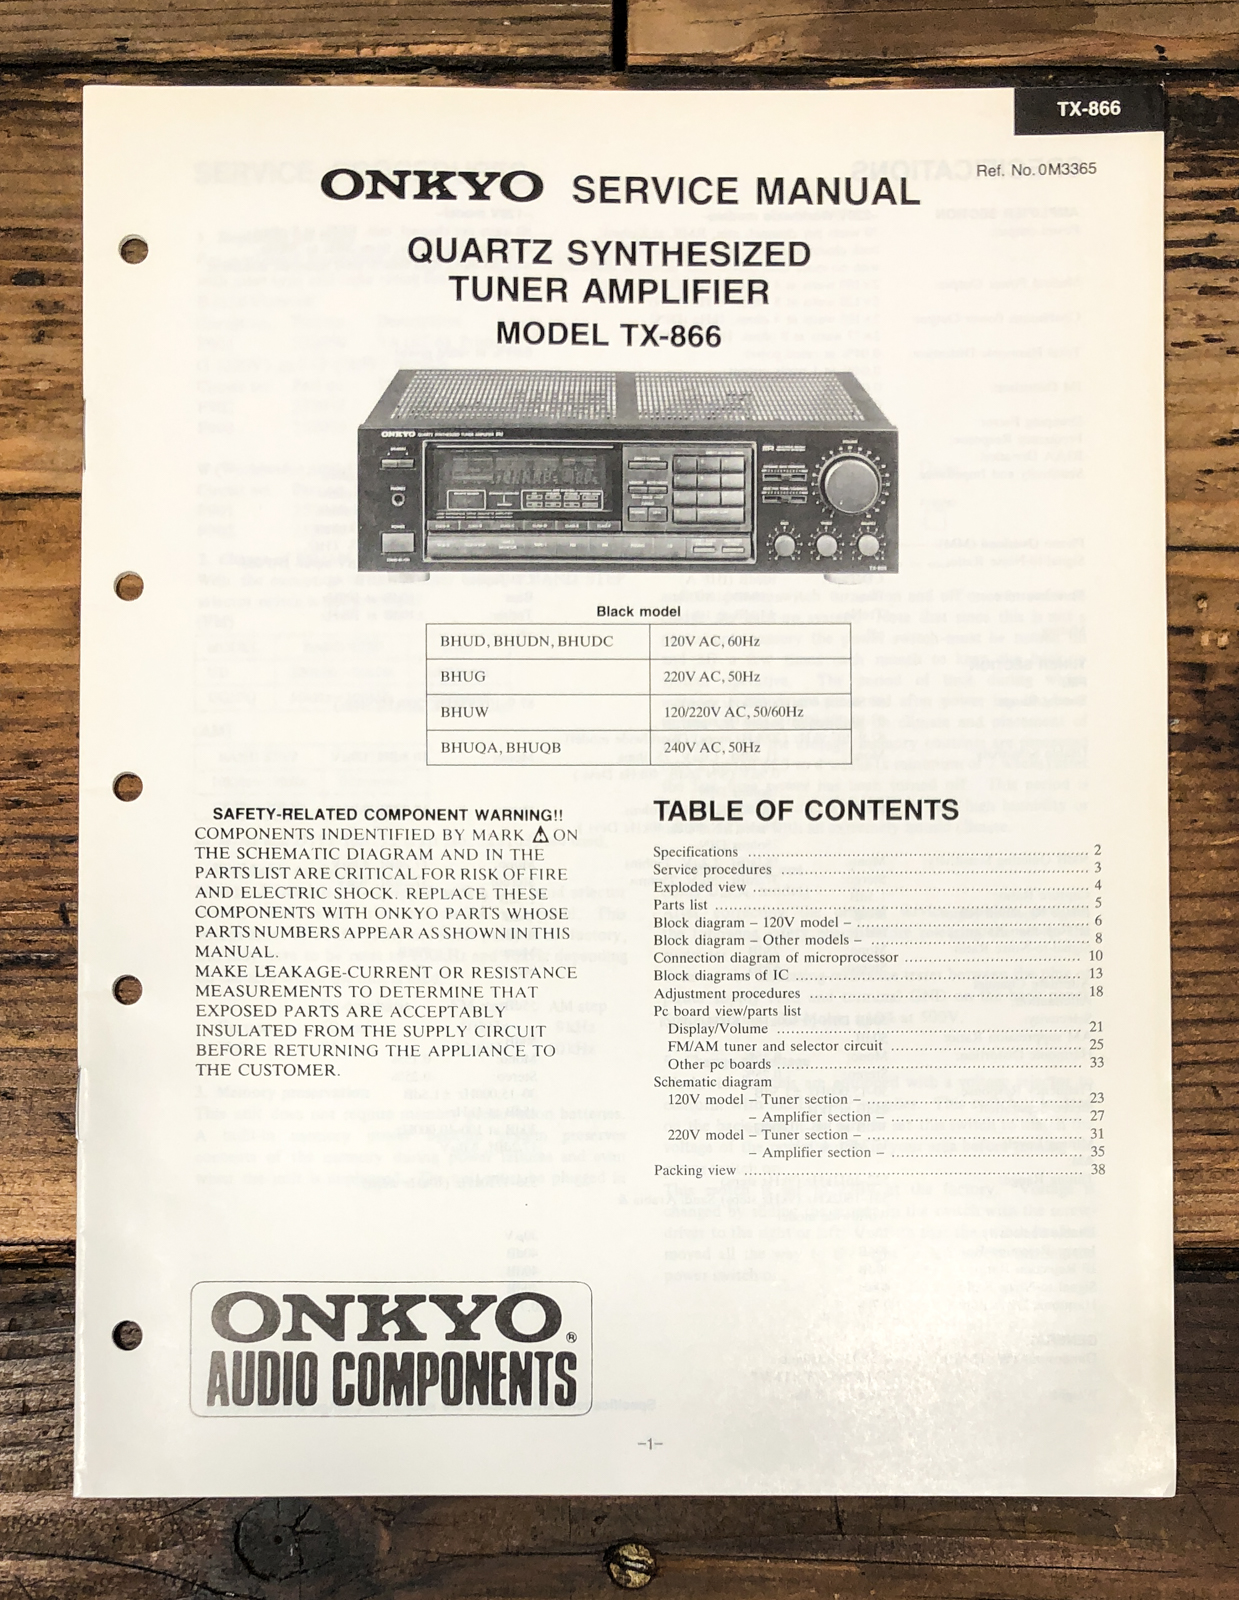 TX-866
Ref. No. 0M3365
ONKYO SERVICE MANUAL
QUARTZ SYNTHESIZED
TUNER AMPLIFIER
MODEL TX-866
ONKYO QUARTZ SYNTHESIZED TUNER AMPLIFIER
TX-866
Black model
BHUD, BHUDN, BHUDC 120V AC, 60Hz
BHUG 220V AC, 50Hz
BHUW 120/220V AC, 50/60Hz
BHUQA, BHUQB 240V AC, 50Hz
SAFETY-RELATED COMPONENT WARNING!!
COMPONENTS INDENTIFIED BY MARK ⚠ ON
THE SCHEMATIC DIAGRAM AND IN THE
PARTS LIST ARE CRITICAL FOR RISK OF FIRE
AND ELECTRIC SHOCK. REPLACE THESE
COMPONENTS WITH ONKYO PARTS WHOSE
PARTS NUMBERS APPEAR AS SHOWN IN THIS
MANUAL.
MAKE LEAKAGE-CURRENT OR RESISTANCE
MEASUREMENTS TO DETERMINE THAT
EXPOSED PARTS ARE ACCEPTABLY
INSULATED FROM THE SUPPLY CIRCUIT
BEFORE RETURNING THE APPLIANCE TO
THE CUSTOMER.
TABLE OF CONTENTS
Specifications ........ 2
Service procedures ........ 3
Exploded view ........ 4
Parts list ........ 5
Block diagram – 120V model – ........ 6
Block diagram – Other models – ........ 8
Connection diagram of microprocessor ........ 10
Block diagrams of IC ........ 13
Adjustment procedures ........ 18
Pc board view/parts list
Display/Volume ........ 21
FM/AM tuner and selector circuit ........ 25
Other pc boards ........ 33
Schematic diagram
120V model – Tuner section – ........ 23
– Amplifier section – ........ 27
220V model – Tuner section – ........ 31
– Amplifier section – ........ 35
Packing view ........ 38
ONKYO®
AUDIO COMPONENTS
–1–